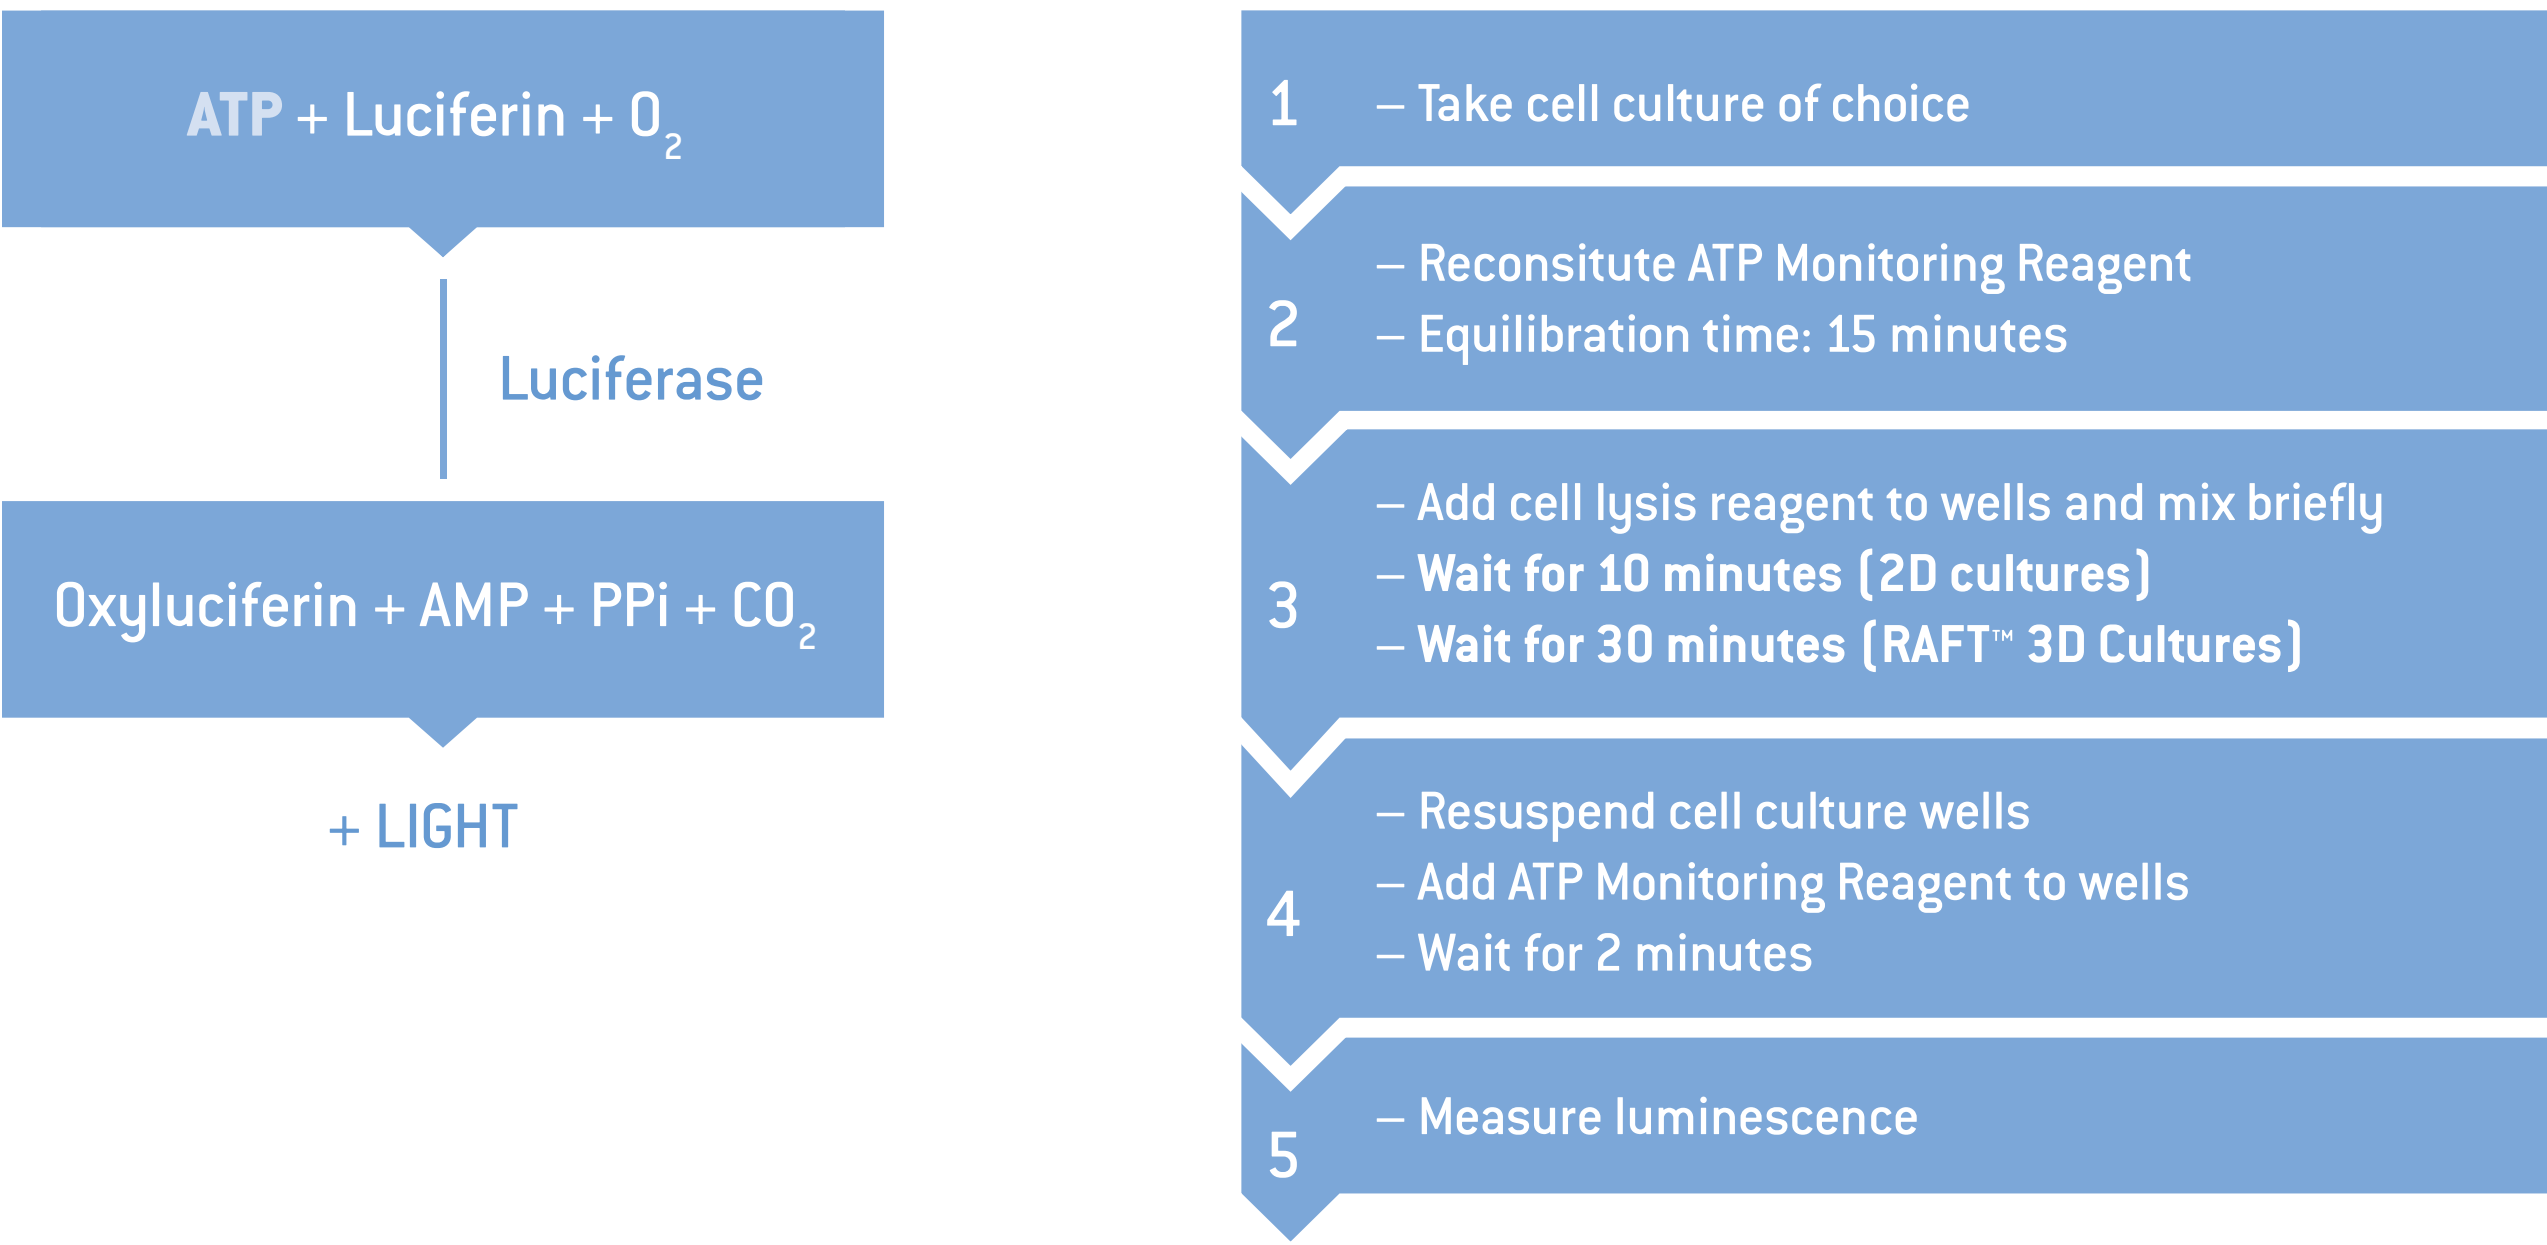 ATP + Luciferin + O₂
Luciferase
Oxyluciferin + AMP + PPi + CO₂
+ LIGHT
1
– Take cell culture of choice
2
– Reconsitute ATP Monitoring Reagent
– Equilibration time: 15 minutes
3
– Add cell lysis reagent to wells and mix briefly
– Wait for 10 minutes (2D cultures)
– Wait for 30 minutes (RAFT™ 3D Cultures)
4
– Resuspend cell culture wells
– Add ATP Monitoring Reagent to wells
– Wait for 2 minutes
5
– Measure luminescence